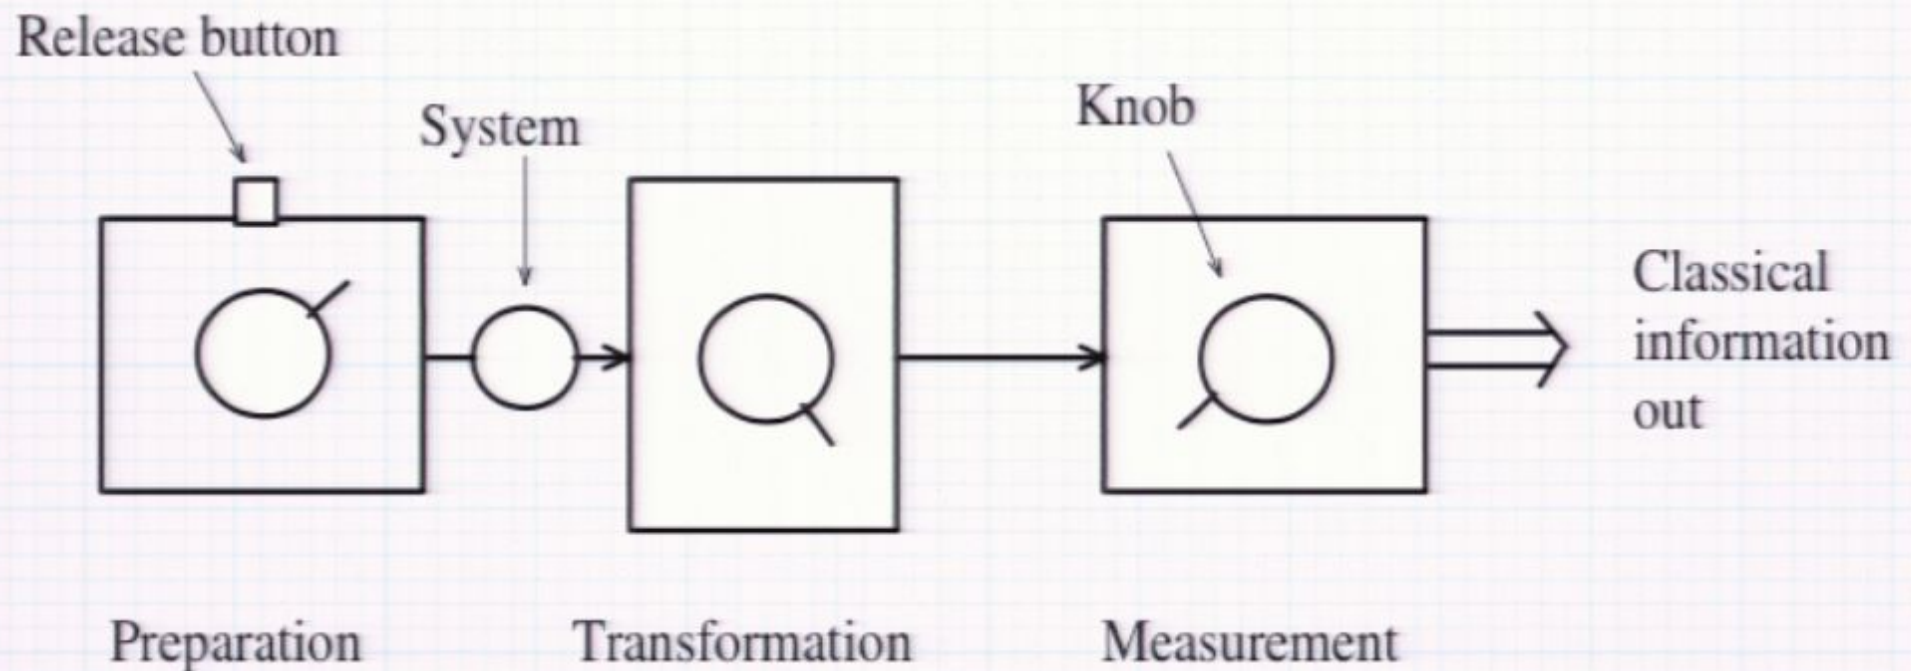 Release button
System
Knob
Classical
information
out
Preparation
Transformation
Measurement